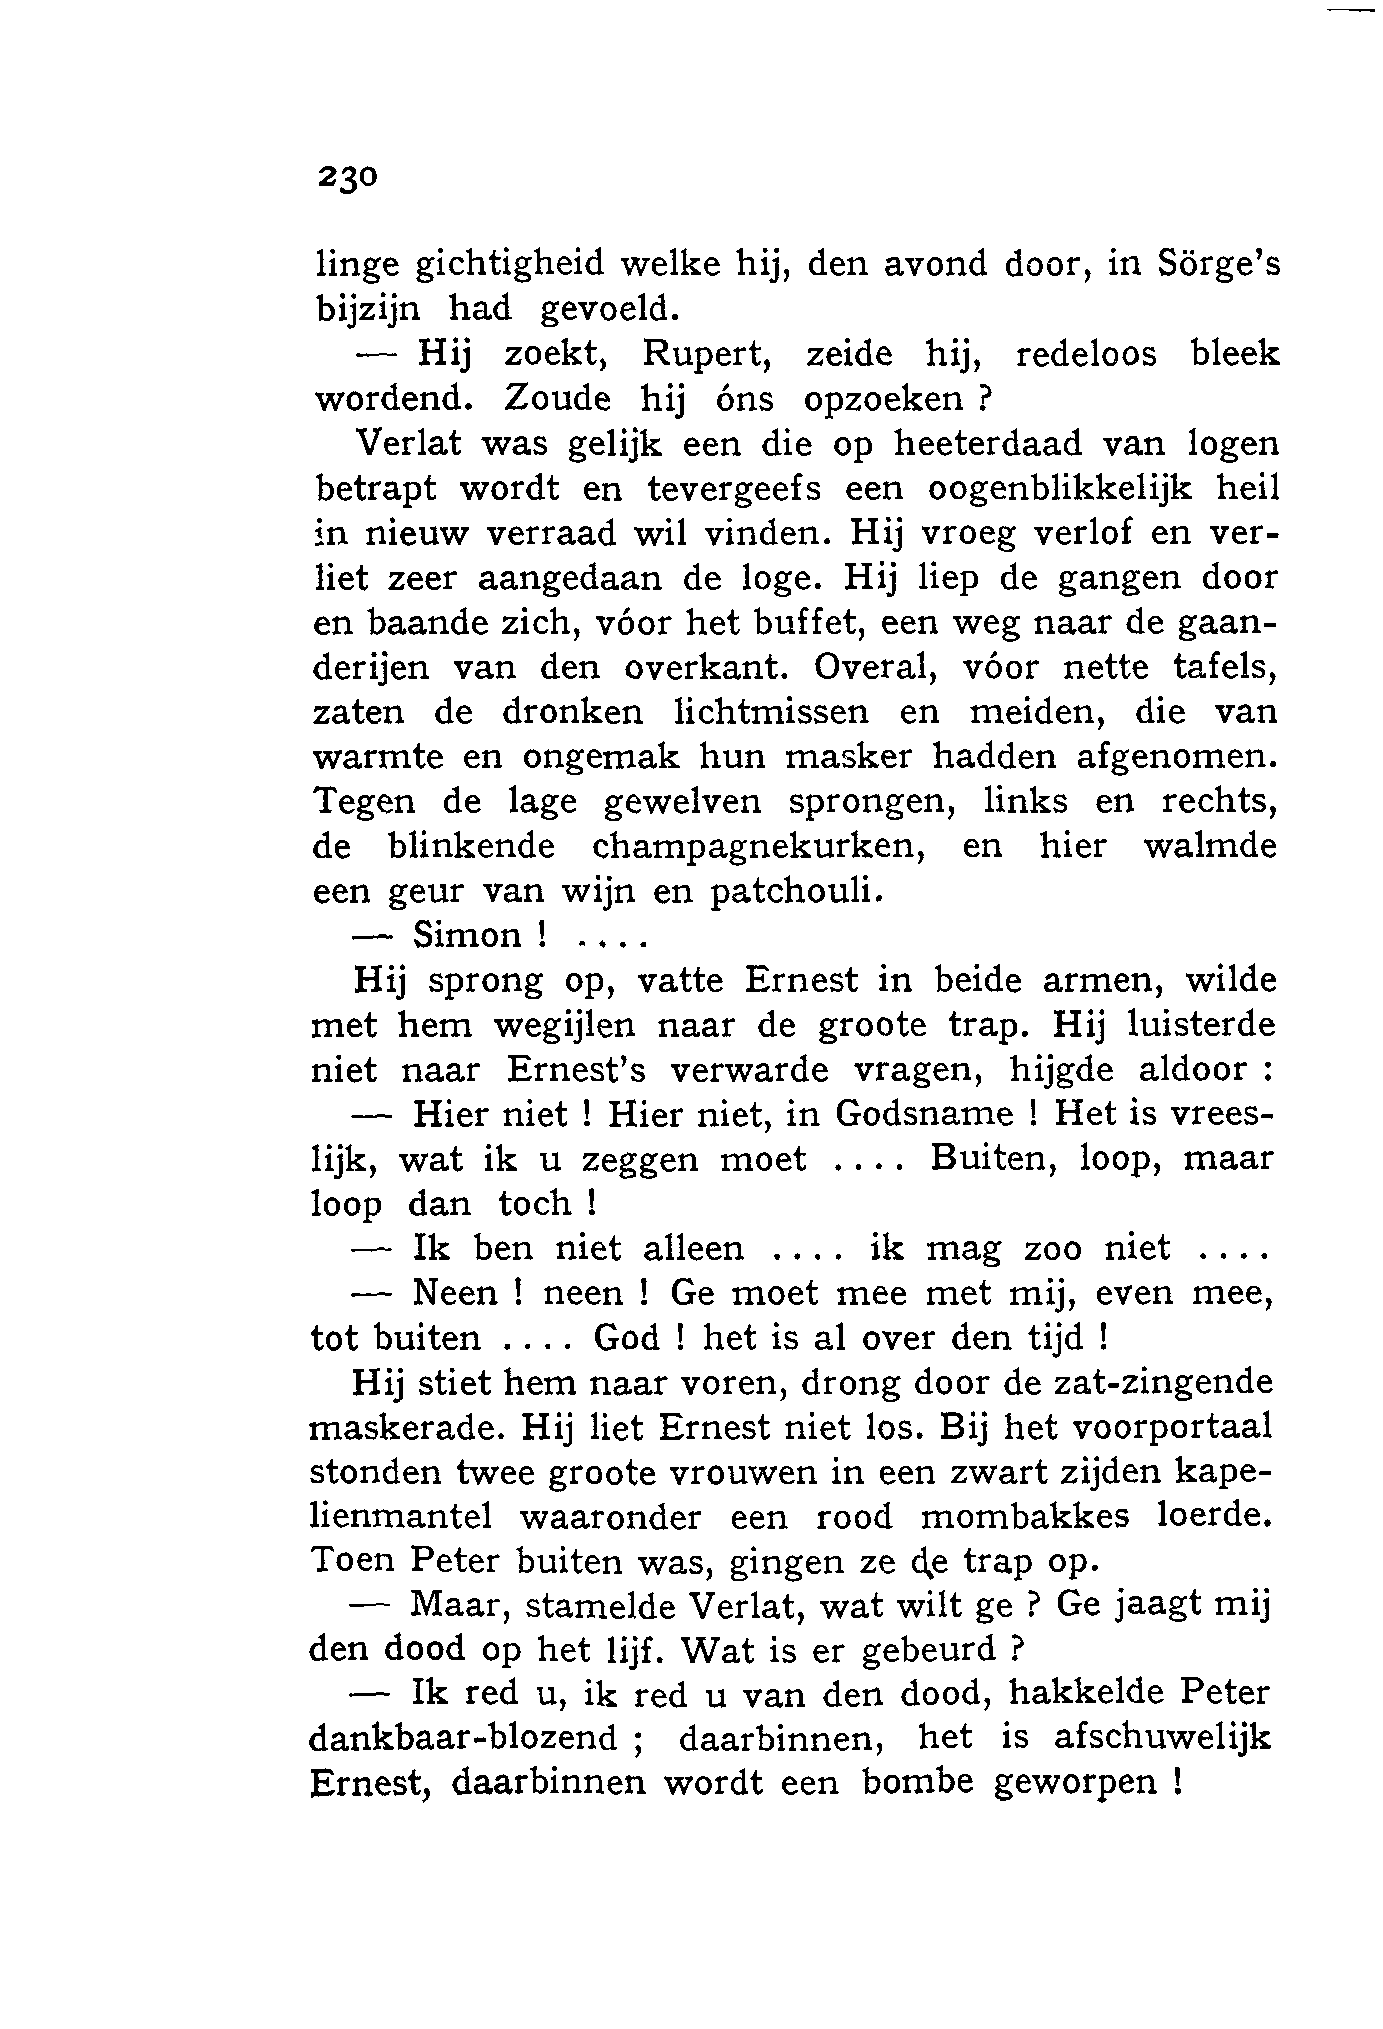 230
linge gichtigheid welke hij, den avond door, in Sörge's
bijzijn had gevoeld.
— Hij zoekt, Rupert, zeide hij, redeloos bleek
wordend. Zoude hij óns opzoeken ?
Verlat was gelijk een die op heeterdaad van logen
betrapt wordt en tevergeefs een oogenblikkelijk heil
in nieuw verraad wil vinden. Hij vroeg verlof en ver-
liet zeer aangedaan de loge. Hij liep de gangen door
en baande zich, vóor het buffet, een weg naar de gaan-
derijen van den overkant. Overal, vóor nette tafels,
zaten de dronken lichtmissen en meiden, die van
warmte en ongemak hun masker hadden afgenomen.
Tegen de lage gewelven sprongen, links en rechts,
de blinkende champagnekurken, en hier walmde
een geur van wijn en patchouli.
— Simon ! ....
Hij sprong op, vatte Ernest in beide armen, wilde
met hem wegijlen naar de groote trap. Hij luisterde
niet naar Ernest's verwarde vragen, hijgde aldoor :
— Hier niet ! Hier niet, in Godsname ! Het is vrees-
lijk, wat ik u zeggen moet .... Buiten, loop, maar
loop dan toch !
— Ik ben niet alleen .... ik mag zoo niet ....
— Neen ! neen ! Ge moet mee met mij, even mee,
tot buiten .... God ! het is al over den tijd !
Hij stiet hem naar voren, drong door de zat-zingende
maskerade. Hij liet Ernest niet los. Bij het voorportaal
stonden twee groote vrouwen in een zwart zijden kape-
lienmantel waaronder een rood mombakkes loerde.
Toen Peter buiten was, gingen ze de trap op.
— Maar, stamelde Verlat, wat wilt ge ? Ge jaagt mij
den dood op het lijf. Wat is er gebeurd ?
— Ik red u, ik red u van den dood, hakkelde Peter
dankbaar-blozend ; daarbinnen, het is afschuwelijk
Ernest, daarbinnen wordt een bombe geworpen !